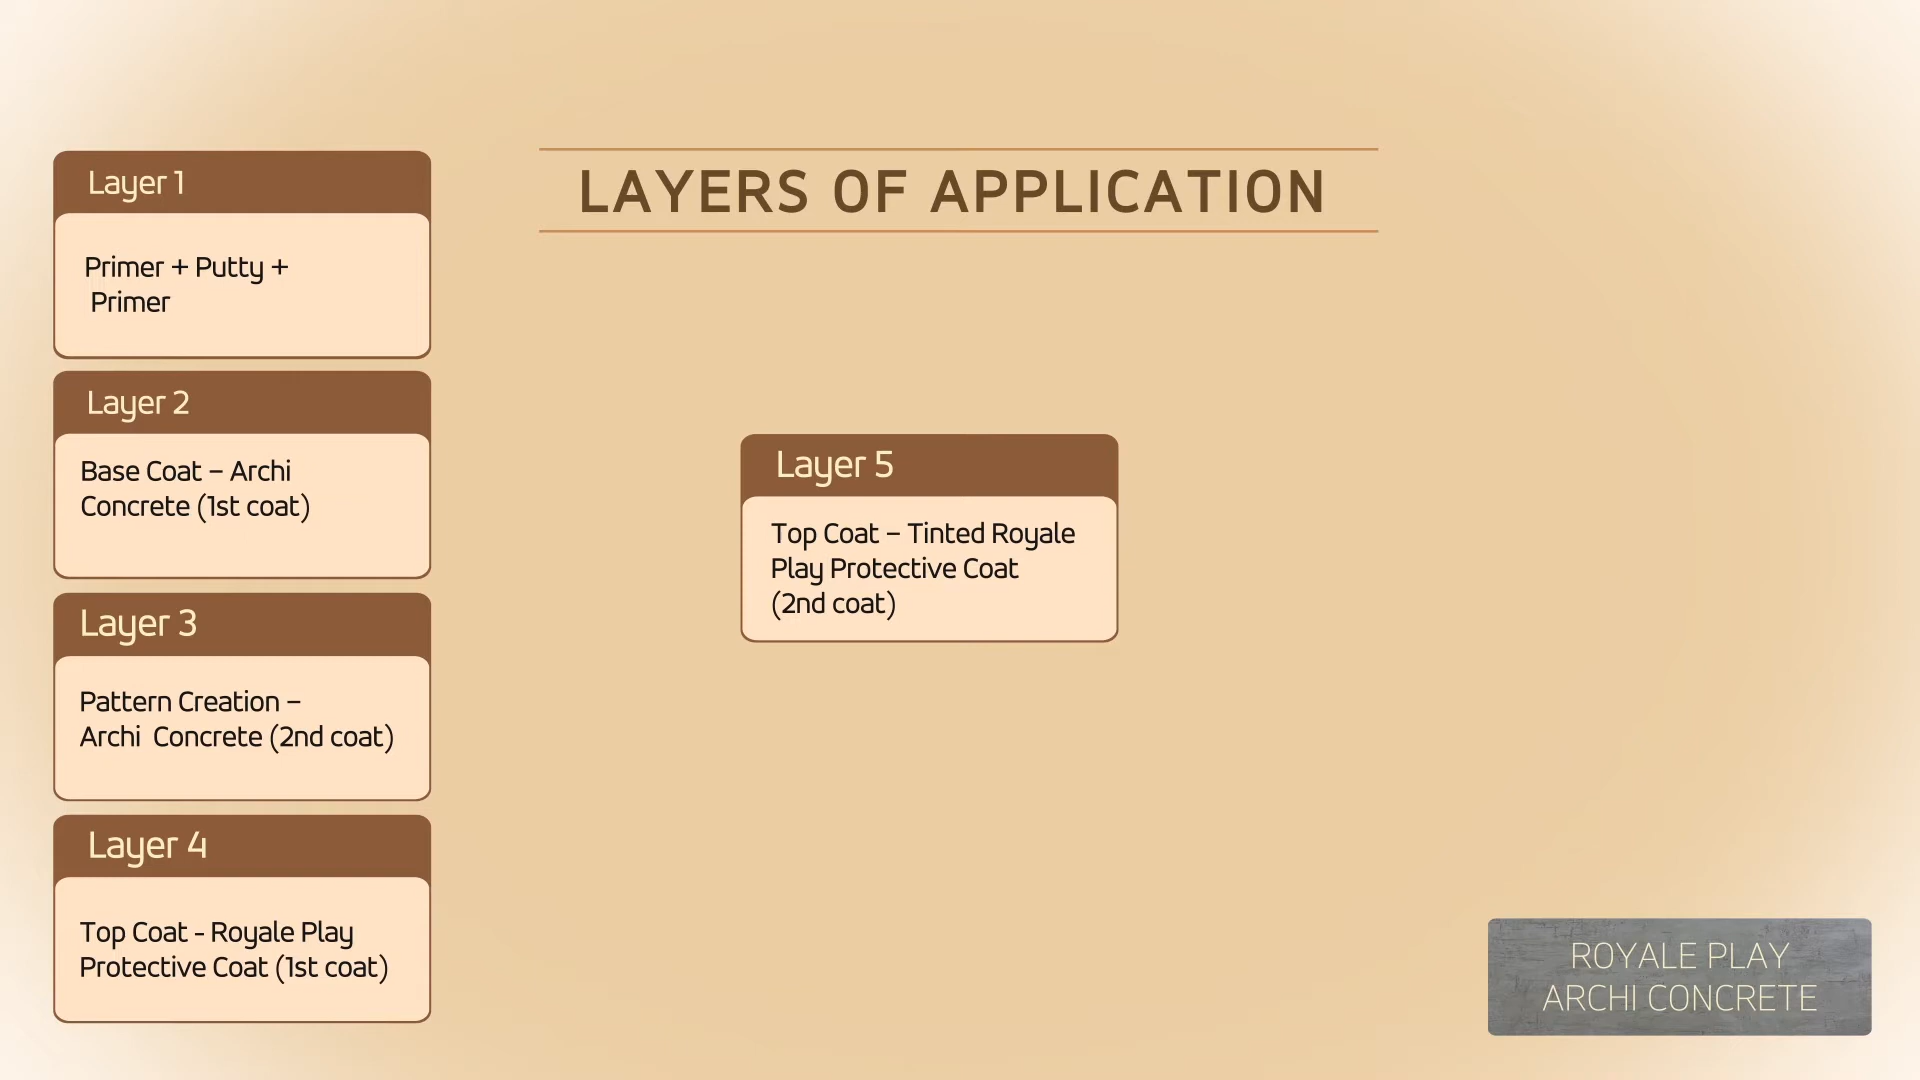 LAYERS OF APPLICATION
Layer 1
Primer + Putty +
Primer
Layer 2
Base Coat – Archi
Concrete (1st coat)
Layer 3
Pattern Creation –
Archi Concrete (2nd coat)
Layer 4
Top Coat - Royale Play
Protective Coat (1st coat)
Layer 5
Top Coat – Tinted Royale
Play Protective Coat
(2nd coat)
ROYALE PLAY
ARCHI CONCRETE